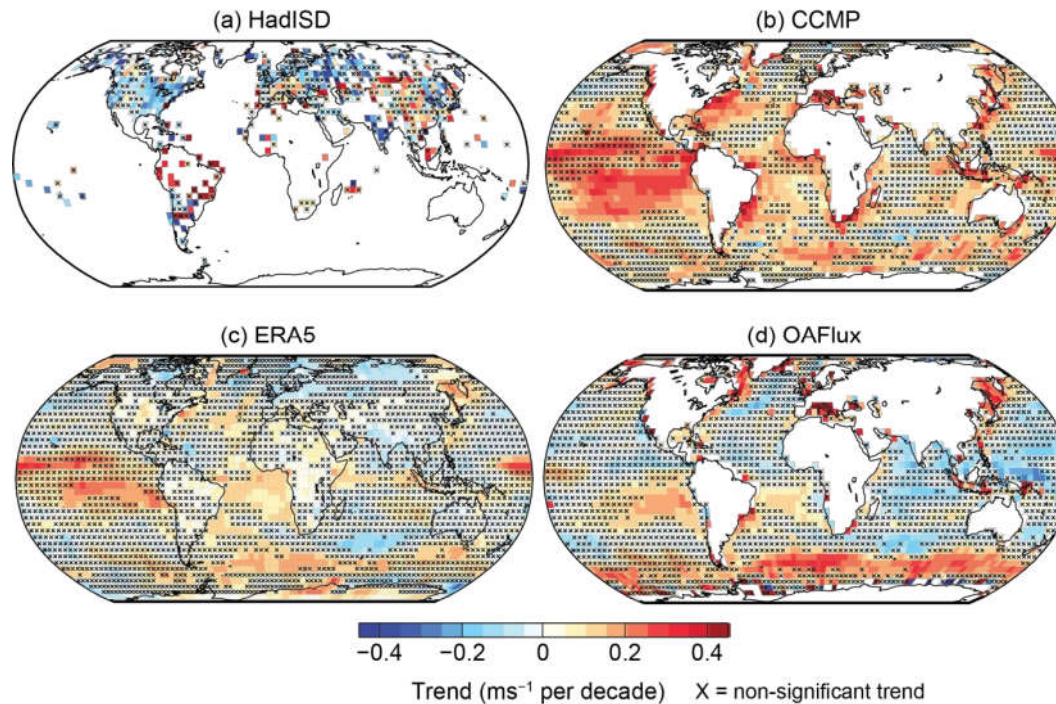 (a) HadISD
(b) CCMP
(c) ERA5
(d) OAFlux
−0.4 −0.2 0 0.2 0.4
Trend (ms⁻¹ per decade) X = non-significant trend